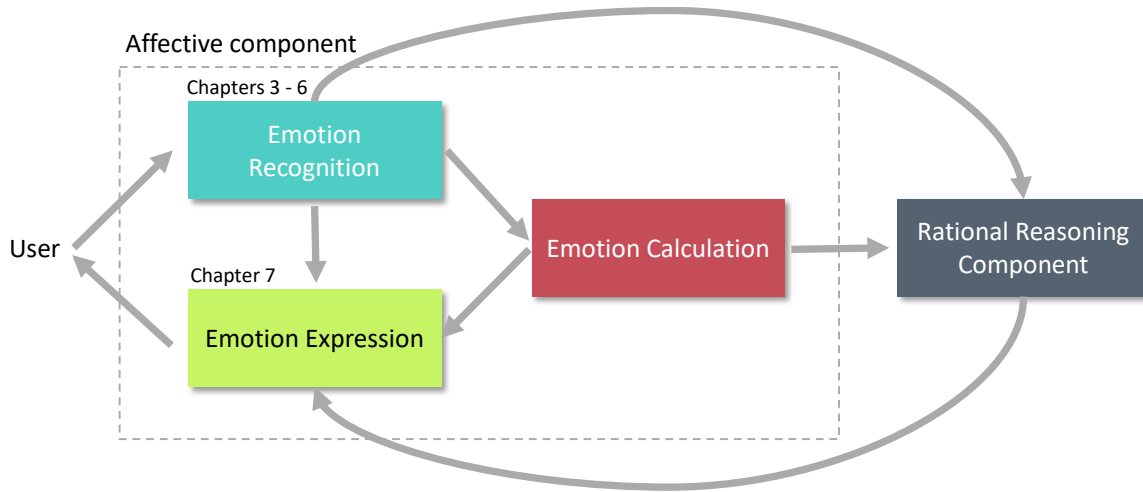 Affective component
Chapters 3 - 6
Emotion
Recognition
User
Emotion Calculation
Rational Reasoning
Component
Chapter 7
Emotion Expression